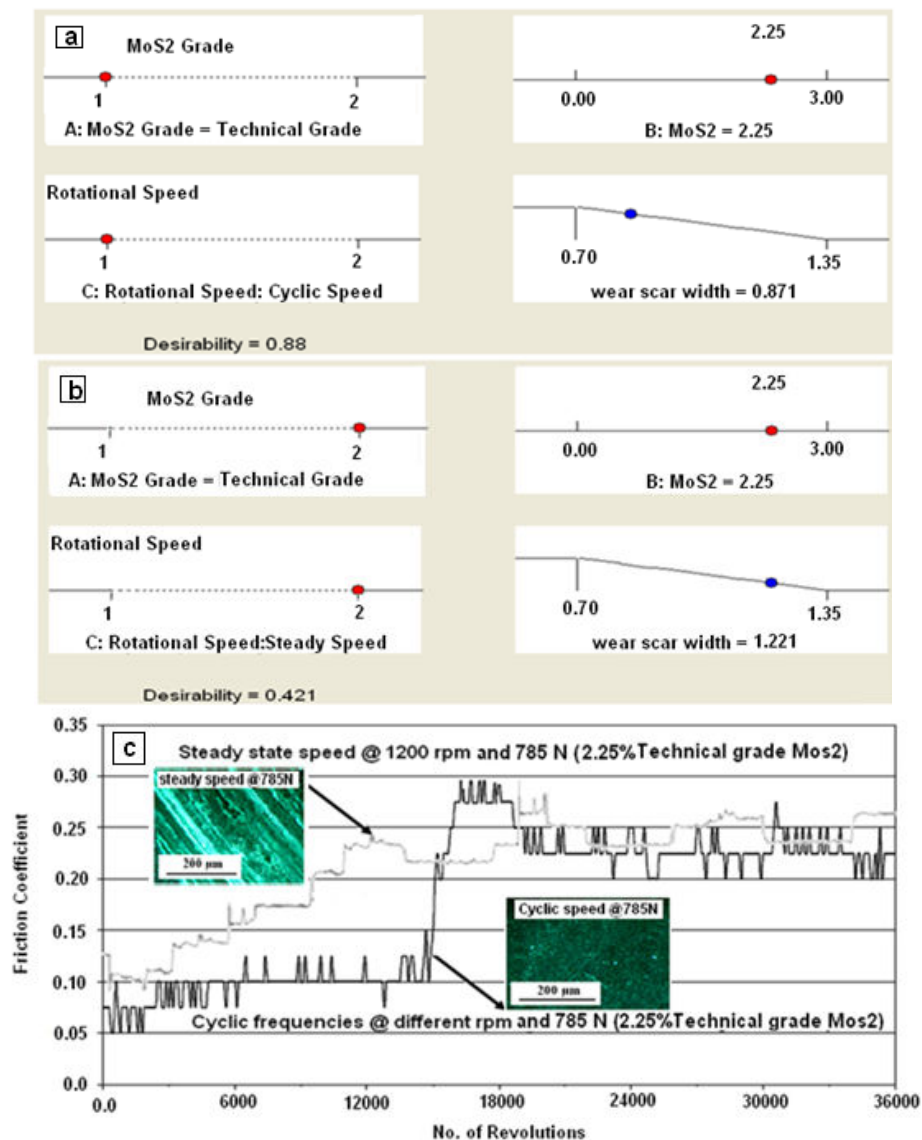 a
MoS2 Grade
1
2
A: MoS2 Grade = Technical Grade
2.25
0.00
3.00
B: MoS2 = 2.25
Rotational Speed
1
2
C: Rotational Speed: Cyclic Speed
0.70
1.35
wear scar width = 0.871
Desirability = 0.88
b
MoS2 Grade
1
2
A: MoS2 Grade = Technical Grade
2.25
0.00
3.00
B: MoS2 = 2.25
Rotational Speed
1
2
C: Rotational Speed:Steady Speed
0.70
1.35
wear scar width = 1.221
Desirability = 0.421
c
Steady state speed @ 1200 rpm and 785 N (2.25%Technical grade Mos2)
steady speed @785N
200 µm
Cyclic speed @785N
200 µm
Cyclic frequencies @ different rpm and 785 N (2.25%Technical grade Mos2)
Friction Coefficient
0.35
0.30
0.25
0.20
0.15
0.10
0.05
0.0
0.0
6000
12000
18000
24000
30000
36000
No. of Revolutions